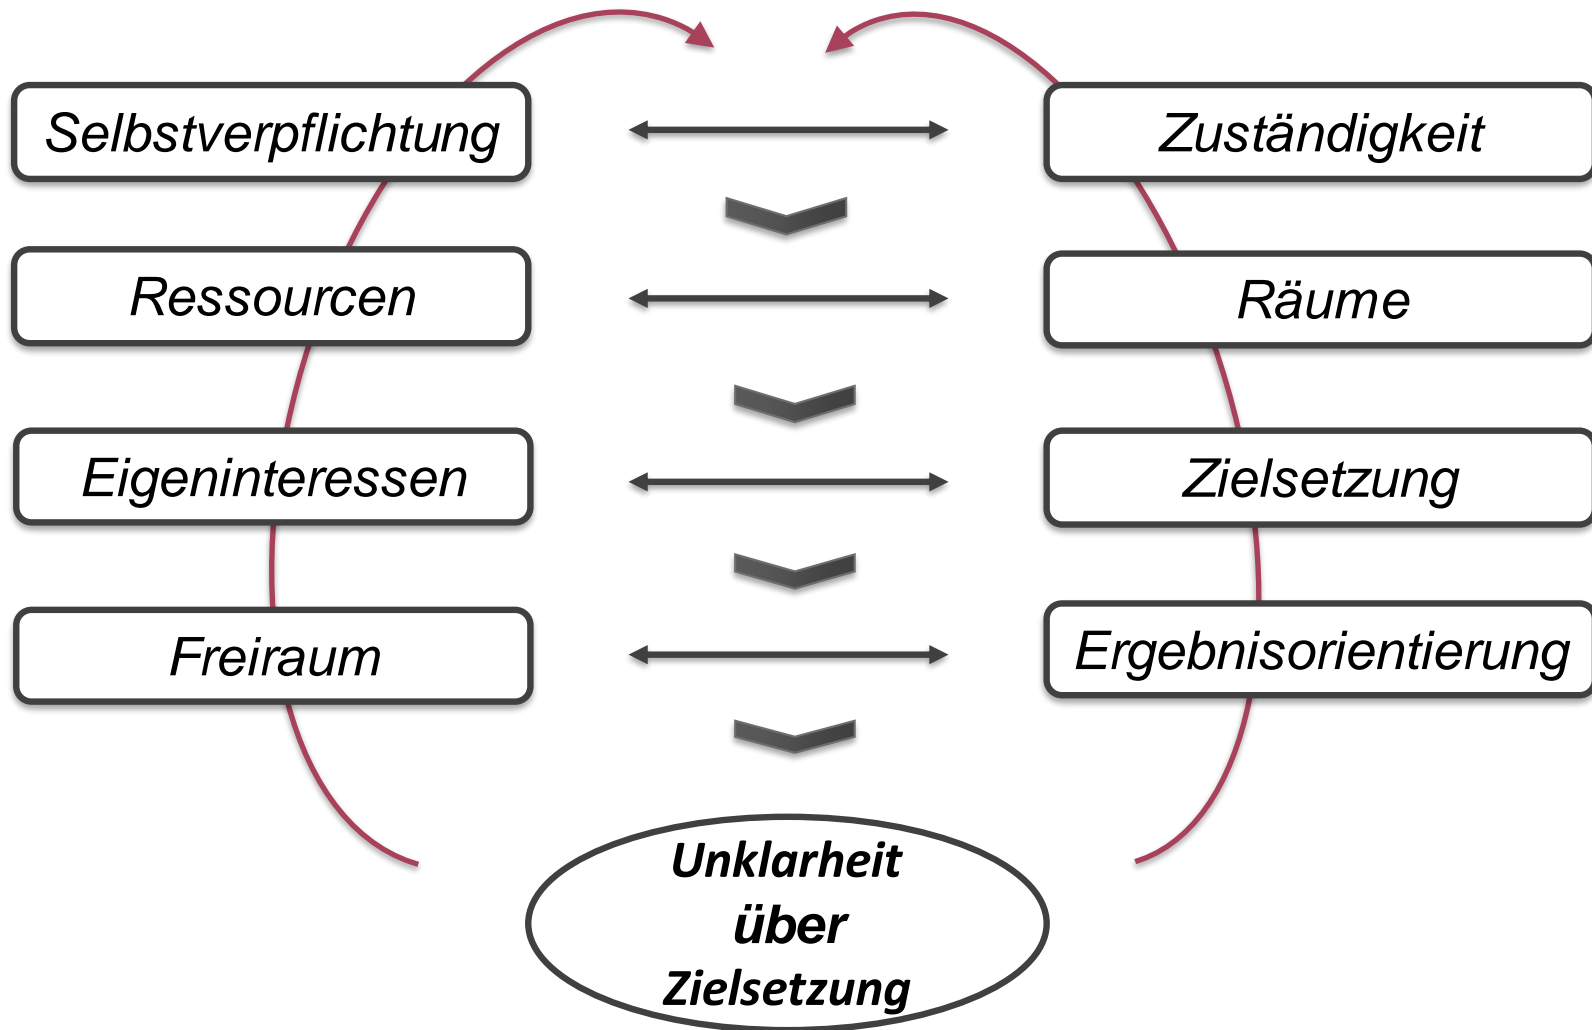 Selbstverpflichtung
Zuständigkeit
Ressourcen
Räume
Eigeninteressen
Zielsetzung
Freiraum
Ergebnisorientierung
Unklarheit
über
Zielsetzung